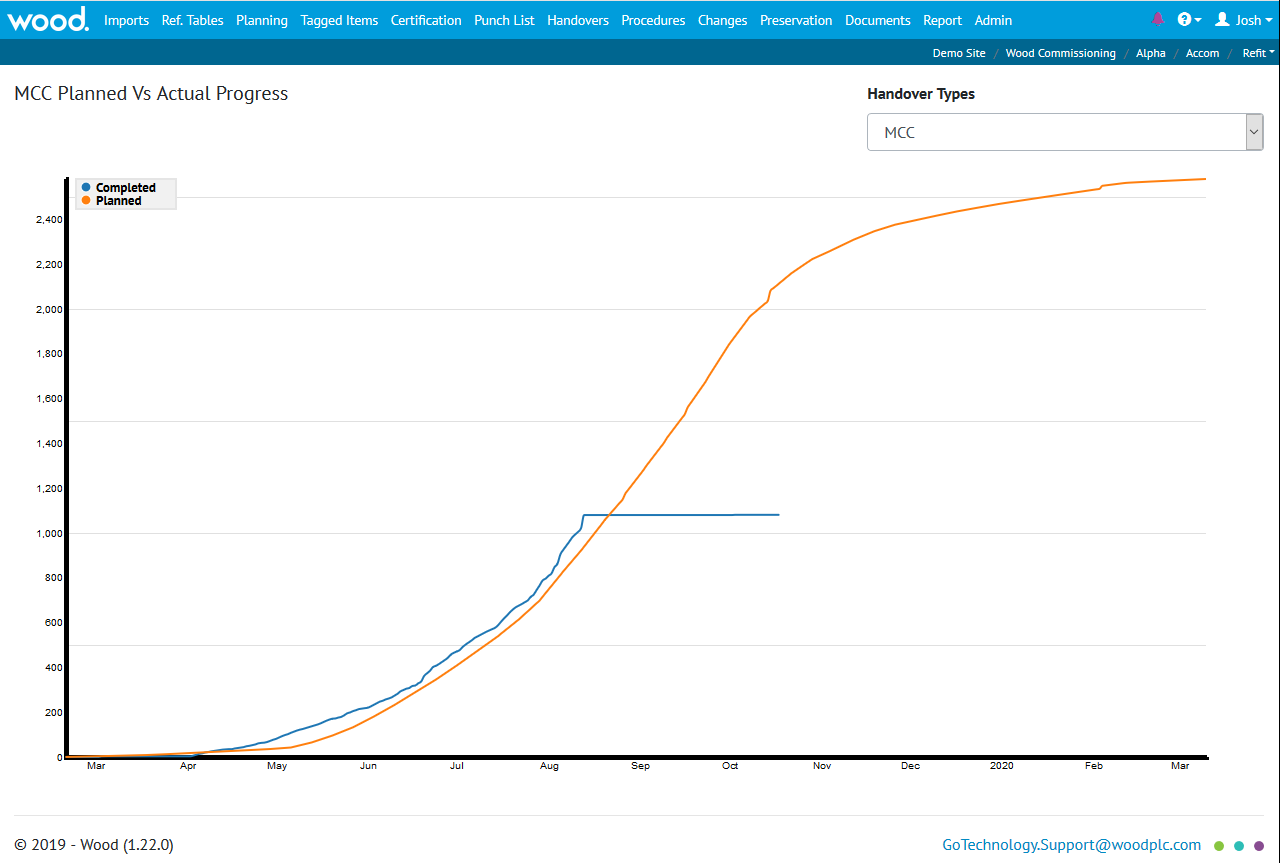 wood. Imports Ref. Tables Planning Tagged Items Certification Punch List Handovers Procedures Changes Preservation Documents Report Admin ? Josh
Demo Site / Wood Commissioning / Alpha / Accom / Refit
MCC Planned Vs Actual Progress
Handover Types
MCC
Completed
Planned
2,400
2,200
2,000
1,800
1,600
1,400
1,200
1,000
800
600
400
200
0
Mar Apr May Jun Jul Aug Sep Oct Nov Dec 2020 Feb Mar
© 2019 - Wood (1.22.0) GoTechnology.Support@woodplc.com